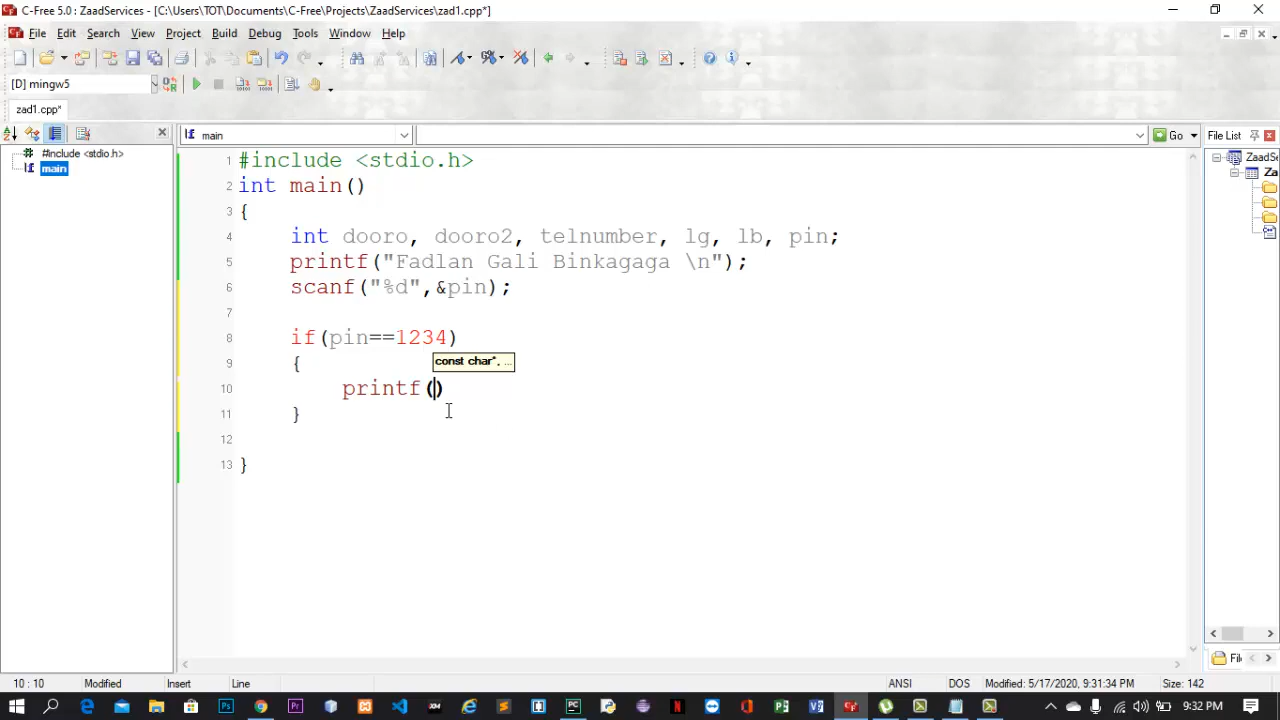 C-Free 5.0 : ZaadServices - [C:\Users\TOT\Documents\C-Free\Projects\ZaadServices\zad1.cpp*]
File Edit Search View Project Build Debug Tools Window Help
[D] mingw5
zad1.cpp*
main
Go
File List
#include <stdio.h>
main
ZaadS
Za
1 #include <stdio.h>
2 int main()
3 {
4 int dooro, dooro2, telnumber, lg, lb, pin;
5 printf("Fadlan Gali Binkagaga \n");
6 scanf("%d",&pin);
7
8 if(pin==1234)
9 {
const char*, ...
10 printf()
11 }
12
13 }
File
10 : 10 Modified Insert Line ANSI DOS Modified: 5/17/2020, 9:31:34 PM Size: 142
9:32 PM